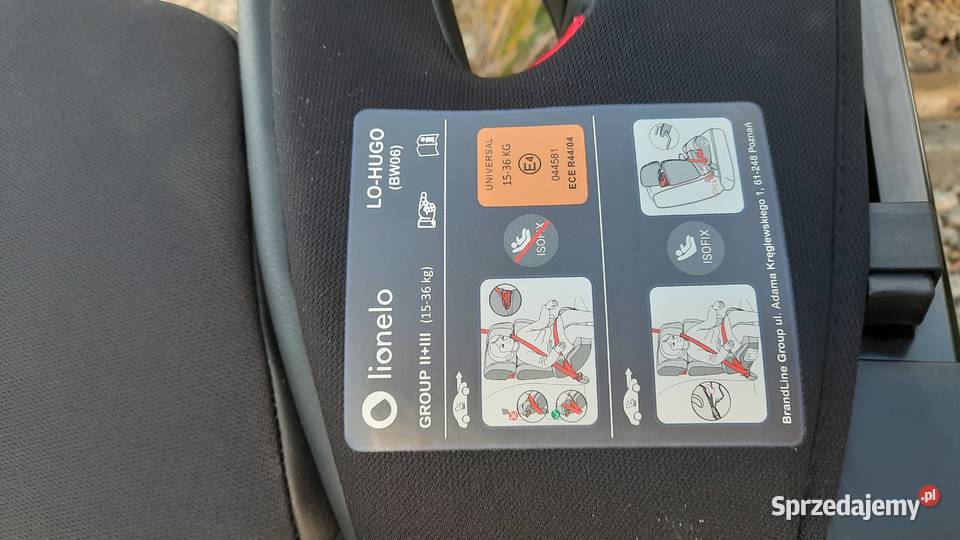 lionelo
LO-HUGO
(BW06)
GROUP II+III (15-36 kg)
UNIVERSAL
15-36 KG
E4
044581
ECE R44/04
ISOFIX
ISOFIX
BrandLine Group ul. Adama Kręglewskiego 1, 61-248 Poznań
Sprzedajemy.pl